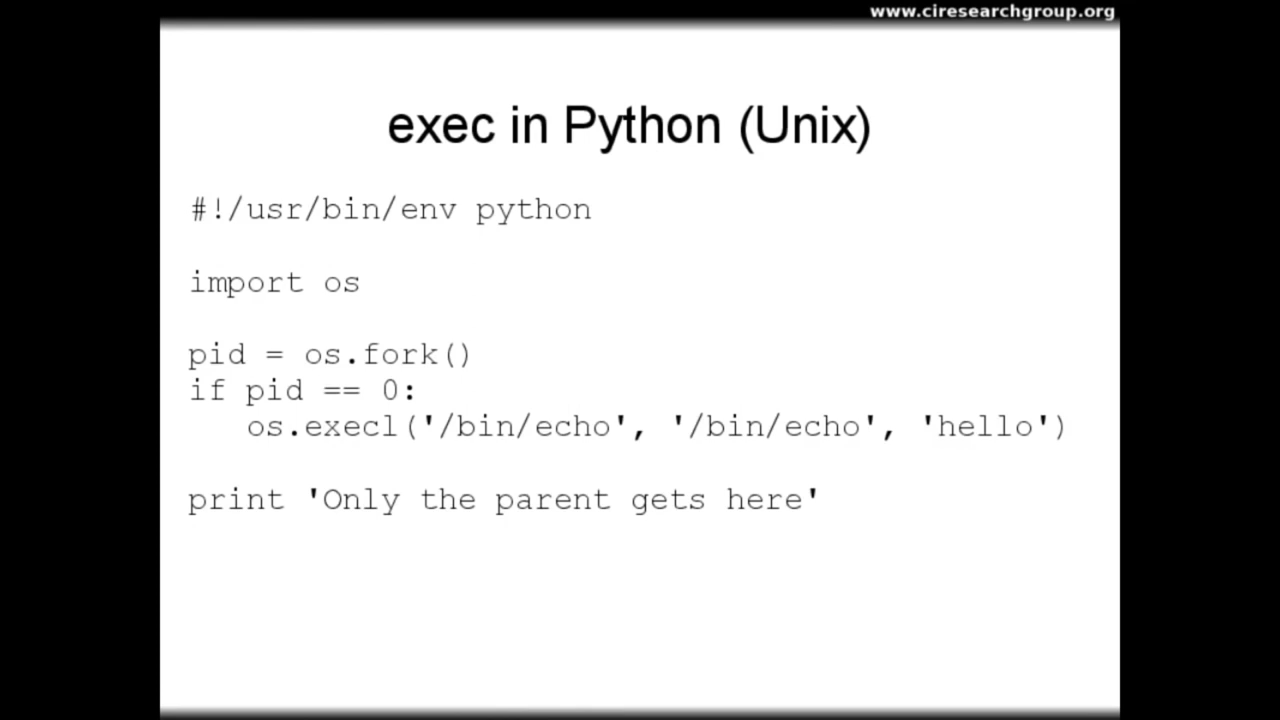 www.ciresearchgroup.org
exec in Python (Unix)
#!/usr/bin/env python
import os
pid = os.fork()
if pid == 0:
   os.execl('/bin/echo', '/bin/echo', 'hello')
print 'Only the parent gets here'